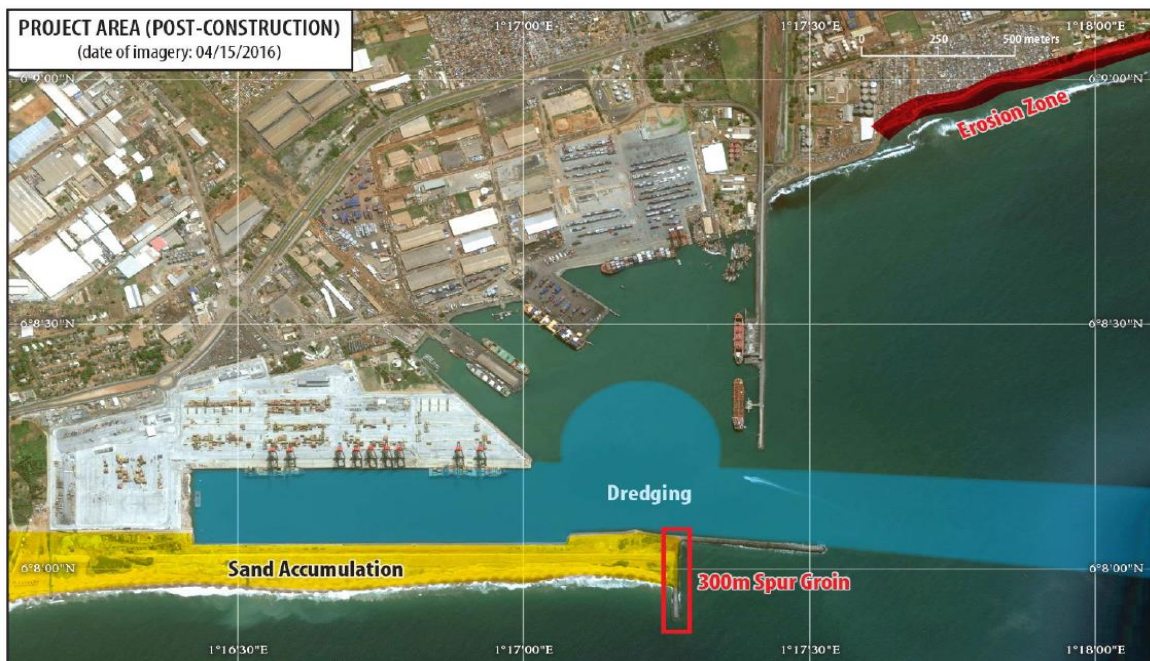 PROJECT AREA (POST-CONSTRUCTION)
(date of imagery: 04/15/2016)
1°17'00"E
1°17'30"E
1°18'00"E
250
500 meters
6°9'00"N
6°9'00"N
Erosion Zone
6°8'30"N
6°8'30"N
Dredging
Sand Accumulation
6°8'00"N
6°8'00"N
300m Spur Groin
1°16'30"E
1°17'00"E
1°17'30"E
1°18'00"E